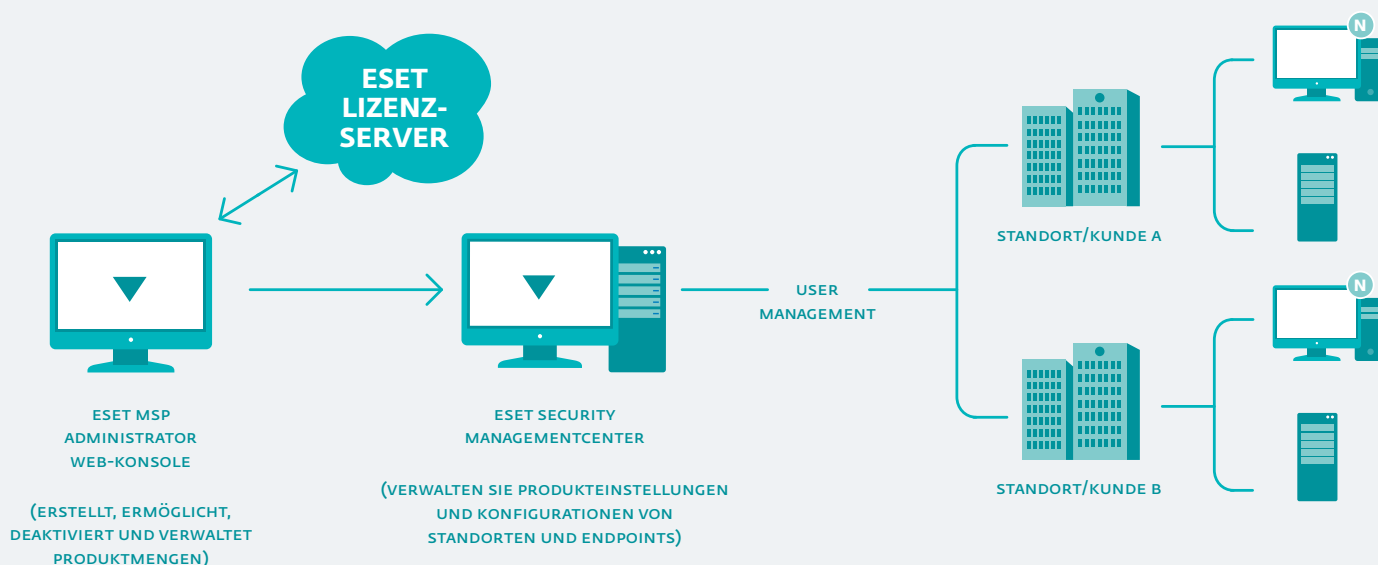 ESET
LIZENZ-
SERVER
N
STANDORT/KUNDE A
USER
MANAGEMENT
N
ESET MSP
ADMINISTRATOR
WEB-KONSOLE
(ERSTELLT, ERMÖGLICHT,
DEAKTIVIERT UND VERWALTET
PRODUKTMENGEN)
ESET SECURITY
MANAGEMENTCENTER
(VERWALTEN SIE PRODUKTEINSTELLUNGEN
UND KONFIGURATIONEN VON
STANDORTEN UND ENDPOINTS)
STANDORT/KUNDE B